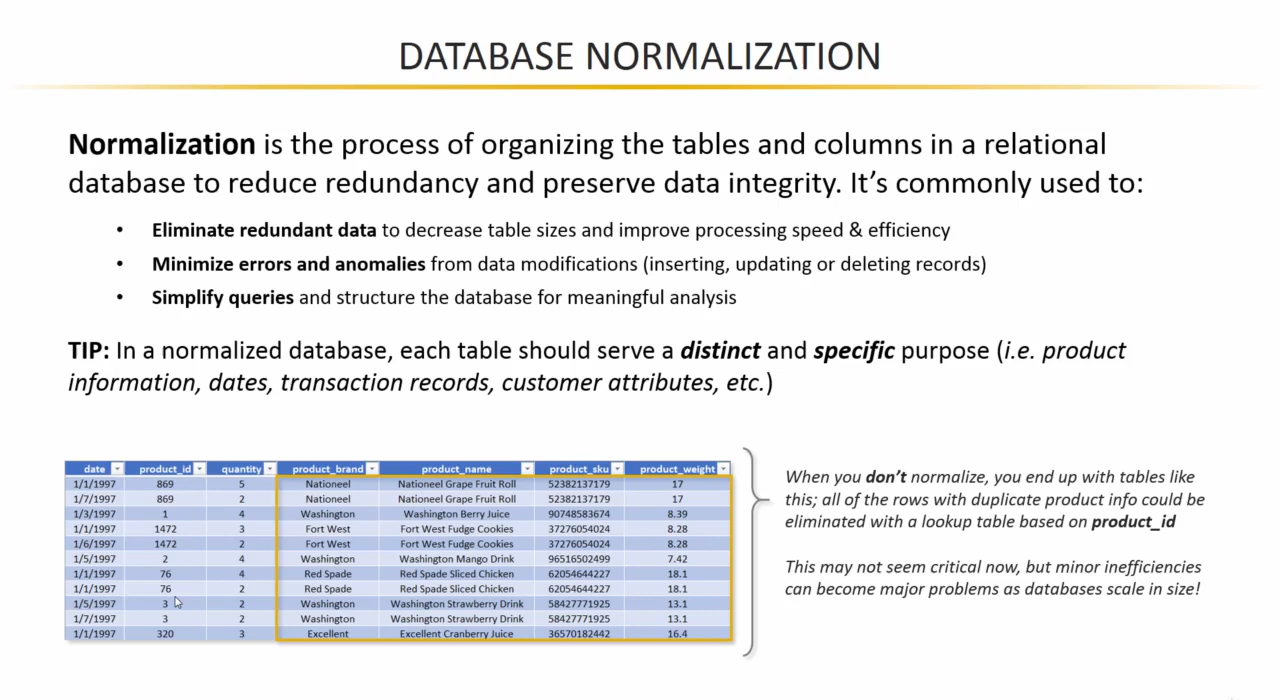 DATABASE NORMALIZATION
Normalization is the process of organizing the tables and columns in a relational
database to reduce redundancy and preserve data integrity. It's commonly used to:
• Eliminate redundant data to decrease table sizes and improve processing speed & efficiency
• Minimize errors and anomalies from data modifications (inserting, updating or deleting records)
• Simplify queries and structure the database for meaningful analysis
TIP: In a normalized database, each table should serve a distinct and specific purpose (i.e. product
information, dates, transaction records, customer attributes, etc.)
date product_id quantity product_brand product_name product_sku product_weight
1/1/1997 869 5 Nationeel Nationeel Grape Fruit Roll 52382137179 17
1/7/1997 869 2 Nationeel Nationeel Grape Fruit Roll 52382137179 17
1/3/1997 1 4 Washington Washington Berry Juice 90748583674 8.39
1/1/1997 1472 3 Fort West Fort West Fudge Cookies 37276054024 8.28
1/6/1997 1472 2 Fort West Fort West Fudge Cookies 37276054024 8.28
1/5/1997 2 4 Washington Washington Mango Drink 96516502499 7.42
1/1/1997 76 4 Red Spade Red Spade Sliced Chicken 62054644227 18.1
1/1/1997 76 2 Red Spade Red Spade Sliced Chicken 62054644227 18.1
1/5/1997 3 2 Washington Washington Strawberry Drink 58427771925 13.1
1/7/1997 3 2 Washington Washington Strawberry Drink 58427771925 13.1
1/1/1997 320 3 Excellent Excellent Cranberry Juice 36570182442 16.4
When you don't normalize, you end up with tables like
this; all of the rows with duplicate product info could be
eliminated with a lookup table based on product_id
This may not seem critical now, but minor inefficiencies
can become major problems as databases scale in size!